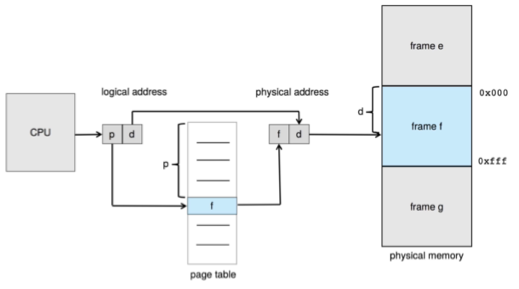 frame e
logical address
physical address
0x000
CPU
p d
f d
d
frame f
p
0xfff
f
frame g
physical memory
page table